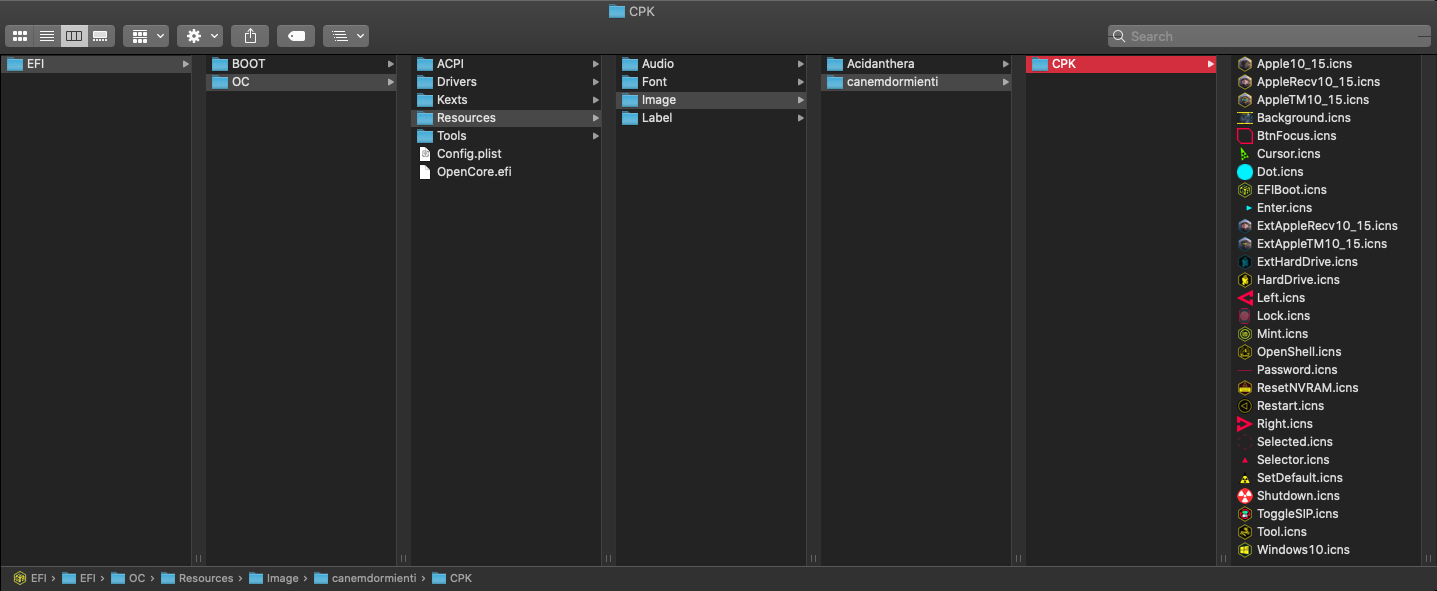 CPK
Search
EFI
BOOT
OC
ACPI
Drivers
Kexts
Resources
Tools
Config.plist
OpenCore.efi
Audio
Font
Image
Label
Acidanthera
canemdormienti
CPK
Apple10_15.icns
AppleRecv10_15.icns
AppleTM10_15.icns
Background.icns
BtnFocus.icns
Cursor.icns
Dot.icns
EFIBoot.icns
Enter.icns
ExtAppleRecv10_15.icns
ExtAppleTM10_15.icns
ExtHardDrive.icns
HardDrive.icns
Left.icns
Lock.icns
Mint.icns
OpenShell.icns
Password.icns
ResetNVRAM.icns
Restart.icns
Right.icns
Selected.icns
Selector.icns
SetDefault.icns
Shutdown.icns
ToggleSIP.icns
Tool.icns
Windows10.icns
EFI › EFI › OC › Resources › Image › canemdormienti › CPK